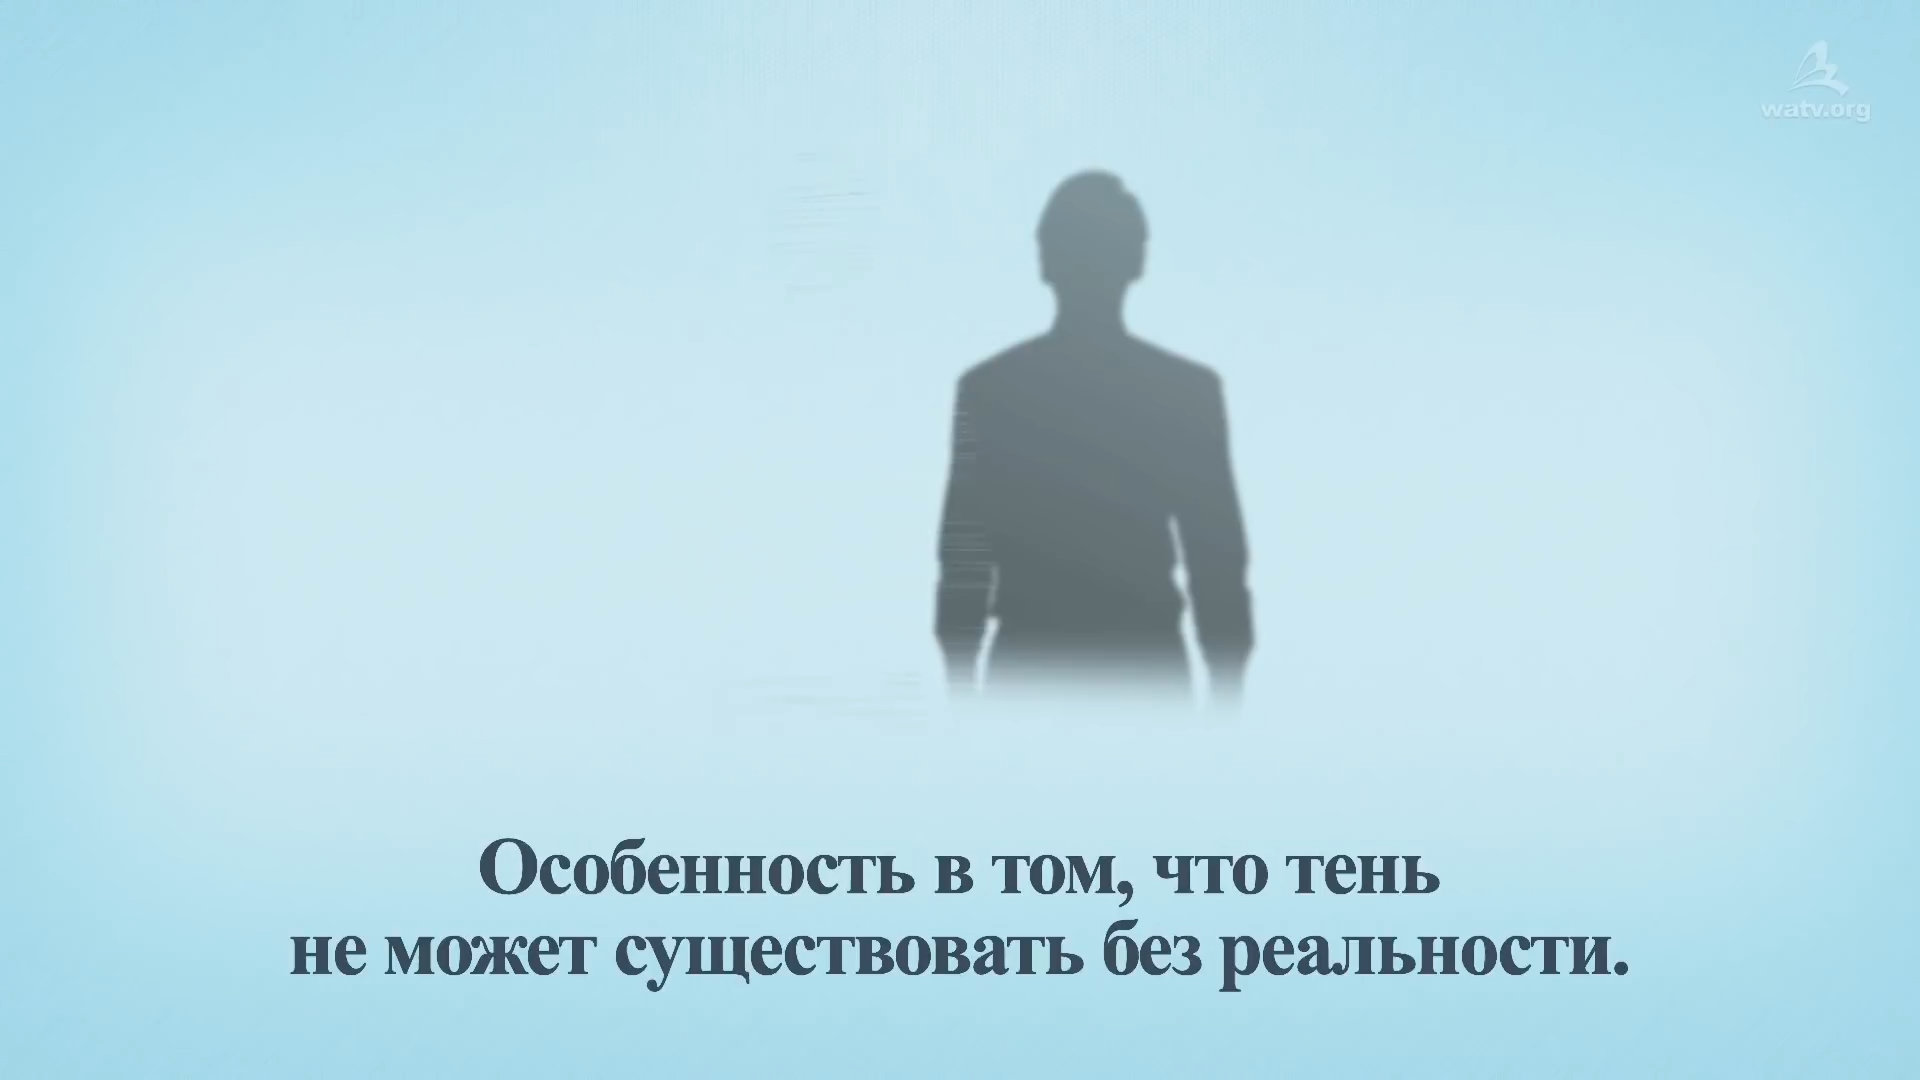 watv.org
Особенность в том, что тень
не может существовать без реальности.